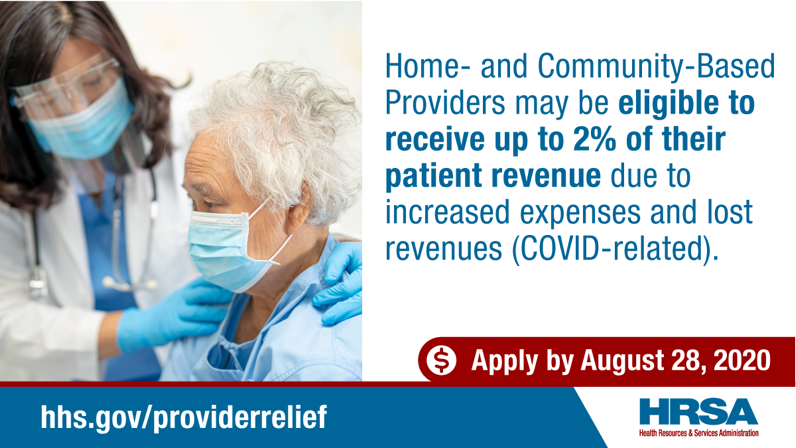 Home- and Community-Based
Providers may be eligible to
receive up to 2% of their
patient revenue due to
increased expenses and lost
revenues (COVID-related).
$ Apply by August 28, 2020
hhs.gov/providerrelief
HRSA
Health Resources & Services Administration